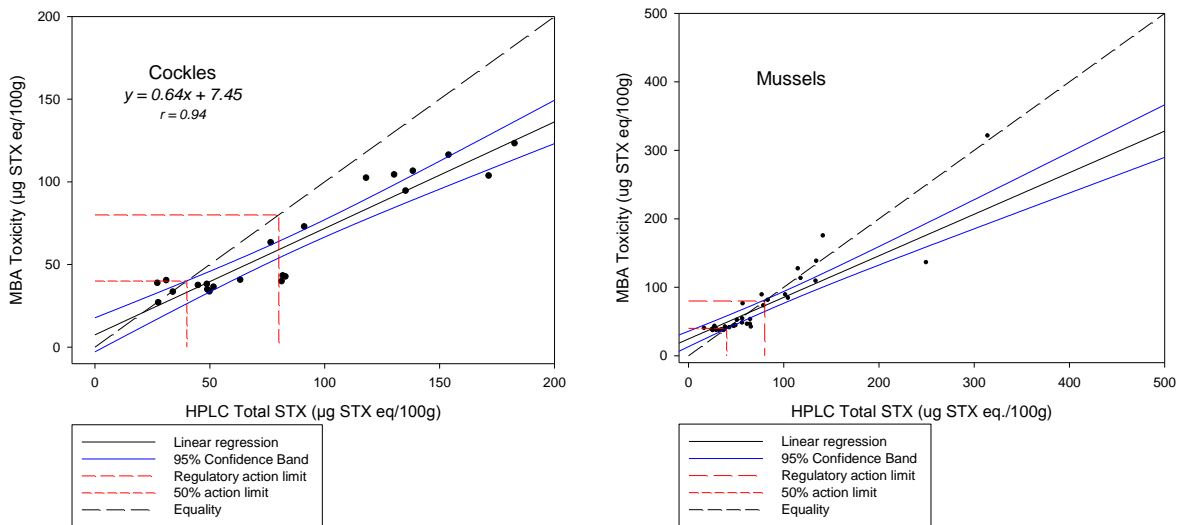 200
150
100
50
0
MBA Toxicity (µg STX eq/100g)
Cockles
y = 0.64x + 7.45
r = 0.94
0 50 100 150 200
HPLC Total STX (µg STX eq/100g)
Linear regression
95% Confidence Band
Regulatory action limit
50% action limit
Equality
500
400
300
200
100
0
MBA Toxicity (ug STX eq/100g)
Mussels
0 100 200 300 400 500
HPLC Total STX (ug STX eq./100g)
Linear regression
95% Confidence Band
Regulatory action limit
50% action limit
Equality